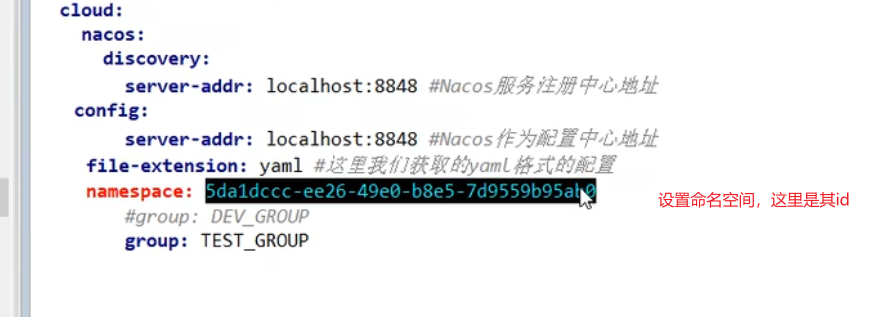 cloud:
nacos:
discovery:
server-addr: localhost:8848 #Nacos服务注册中心地址
config:
server-addr: localhost:8848 #Nacos作为配置中心地址
file-extension: yaml #这里我们获取的yaml格式的配置
namespace: 5da1dccc-ee26-49e0-b8e5-7d9559b95ab0
设置命名空间，这里是其id
#group: DEV_GROUP
group: TEST_GROUP